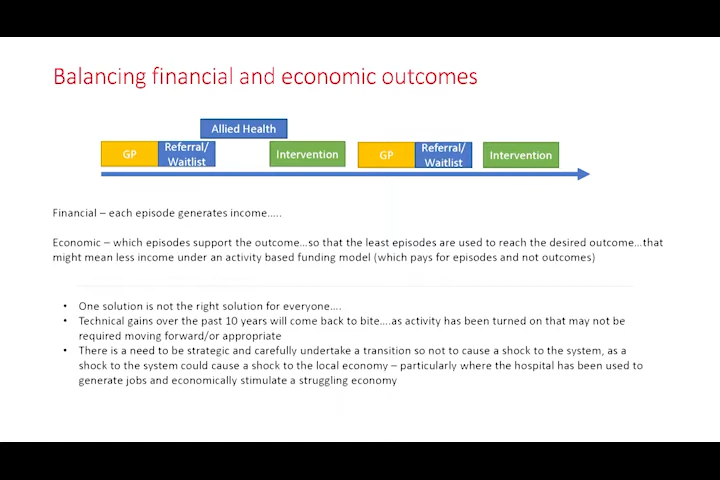 Balancing financial and economic outcomes
Allied Health
GP
Referral/
Waitlist
Intervention
GP
Referral/
Waitlist
Intervention
Financial – each episode generates income…..
Economic – which episodes support the outcome…so that the least episodes are used to reach the desired outcome…that
might mean less income under an activity based funding model (which pays for episodes and not outcomes)
• One solution is not the right solution for everyone….
• Technical gains over the past 10 years will come back to bite….as activity has been turned on that may not be
required moving forward/or appropriate
• There is a need to be strategic and carefully undertake a transition so not to cause a shock to the system, as a
shock to the system could cause a shock to the local economy – particularly where the hospital has been used to
generate jobs and economically stimulate a struggling economy